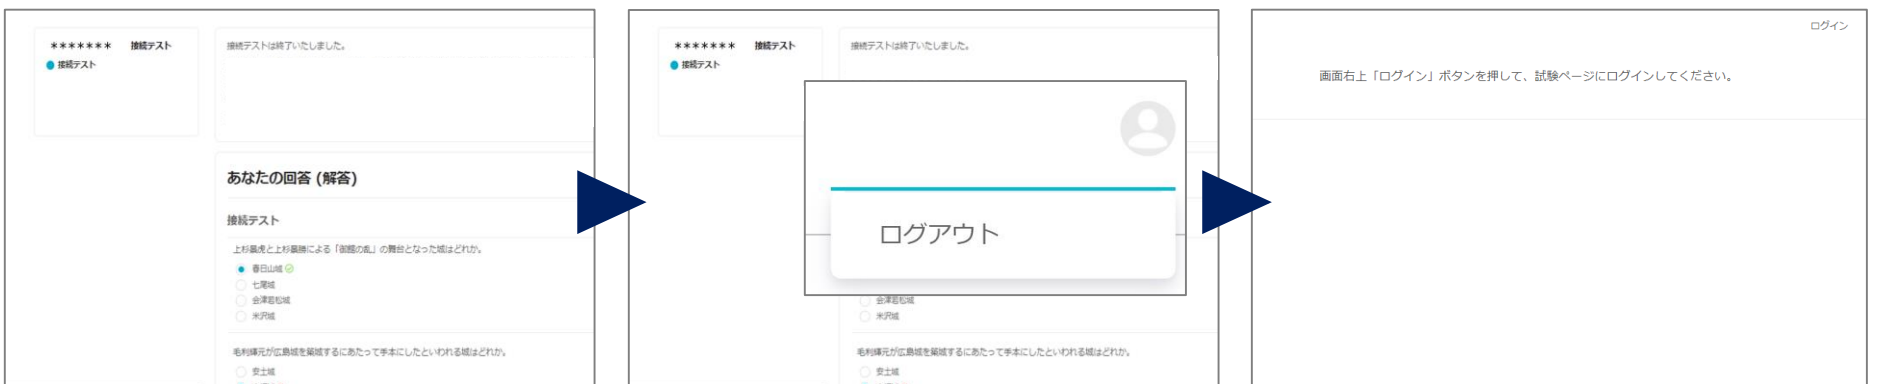 ******* 接続テスト
接続テスト
接続テストは終了いたしました。
あなたの回答 (解答)
接続テスト
上杉景虎と上杉景勝による「御館の乱」の舞台となった城はどれか。
春日山城
七尾城
会津若松城
米沢城
毛利輝元が広島城を築城するにあたって手本にしたといわれる城はどれか。
安土城
******* 接続テスト
接続テスト
接続テストは終了いたしました。
ログアウト
会津若松城
米沢城
毛利輝元が広島城を築城するにあたって手本にしたといわれる城はどれか。
安土城
ログイン
画面右上「ログイン」ボタンを押して、試験ページにログインしてください。